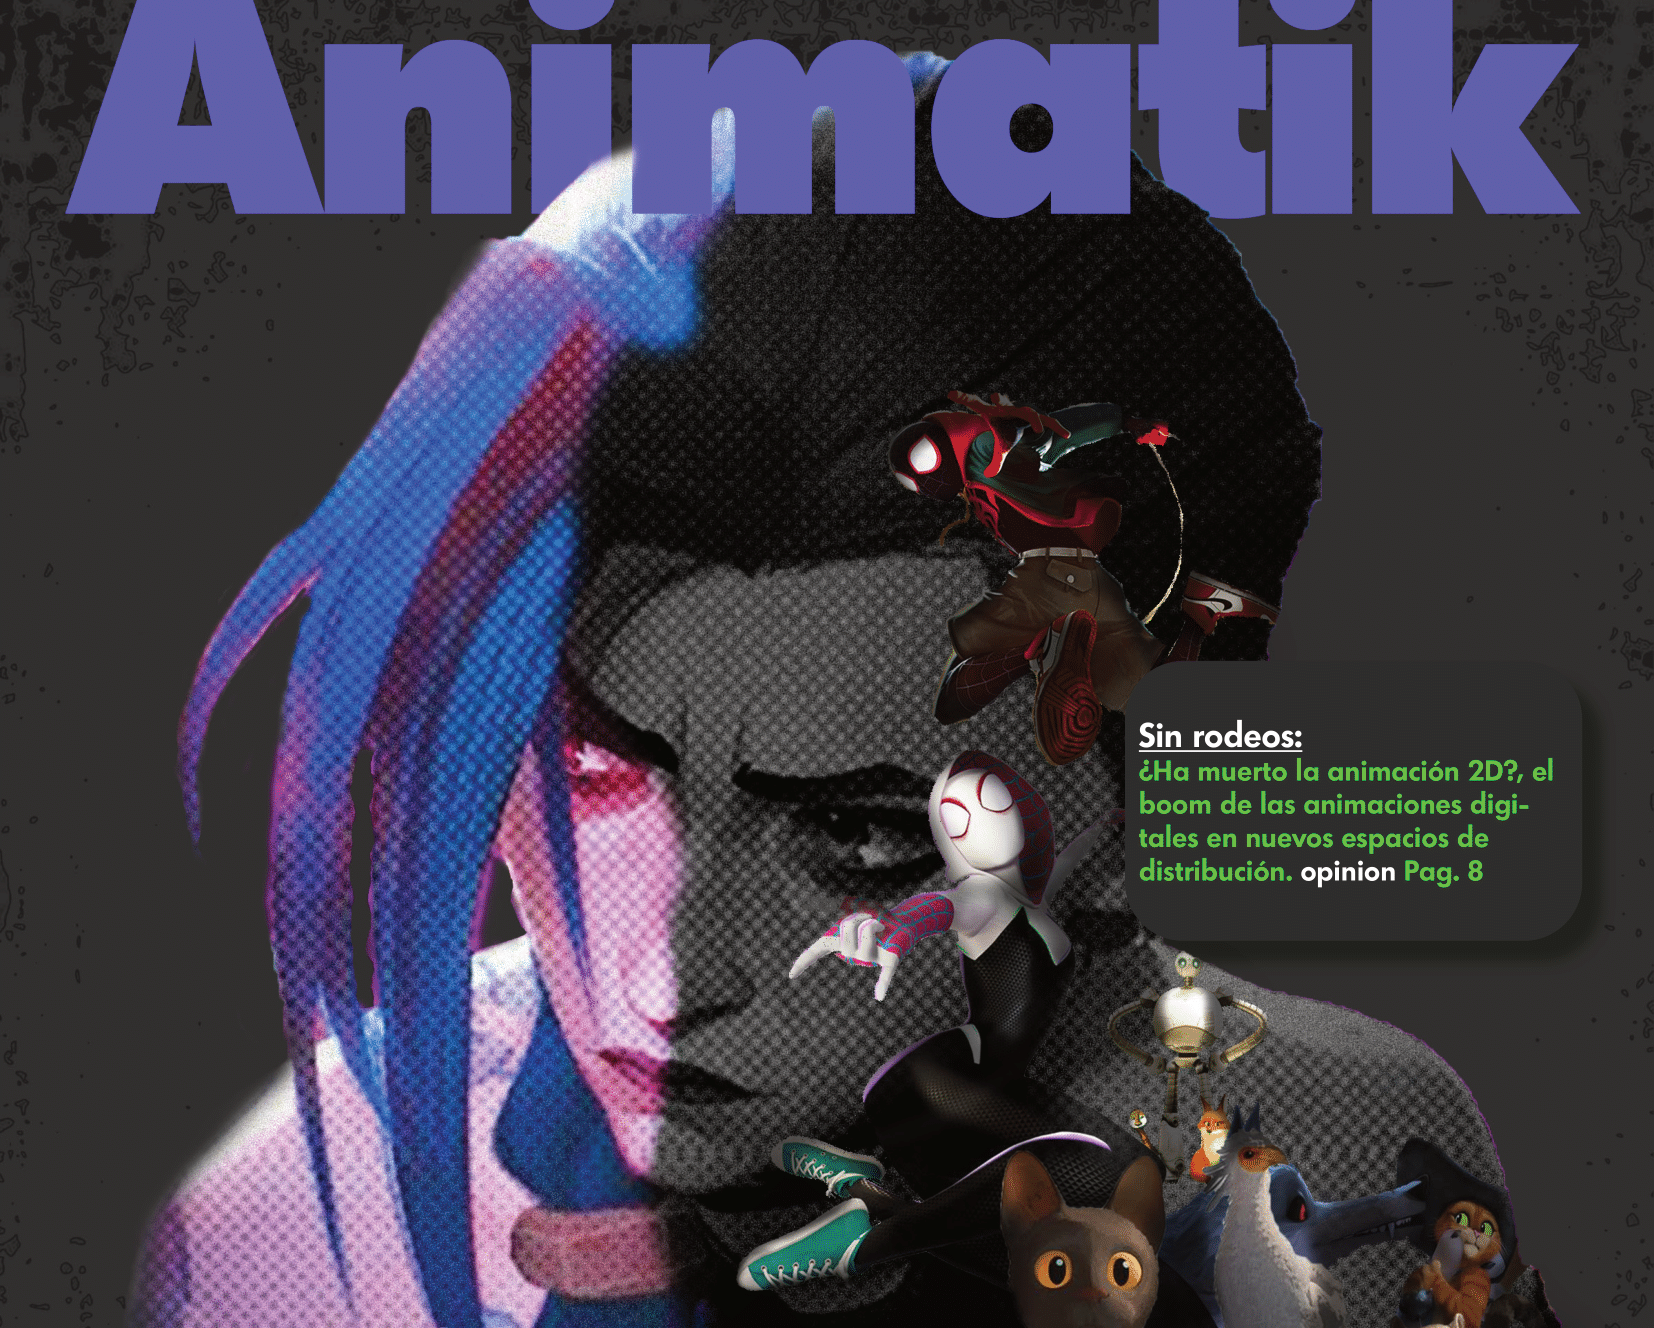 Animatik
Sin rodeos:
¿Ha muerto la animación 2D?, el
boom de las animaciones digi-
tales en nuevos espacios de
distribución. opinion Pag. 8